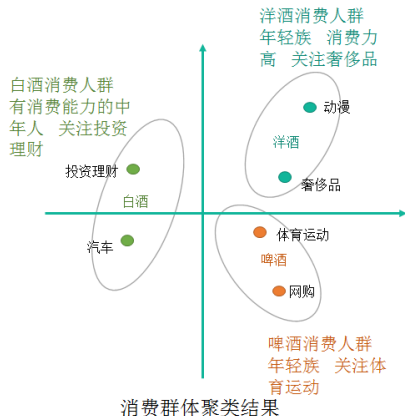 洋酒消费人群
年轻族 消费力
高 关注奢侈品
白酒消费人群
有消费能力的中
年人 关注投资
理财
动漫
洋酒
奢侈品
投资理财
白酒
汽车
体育运动
啤酒
网购
啤酒消费人群
年轻族 关注体
育运动
消费群体聚类结果